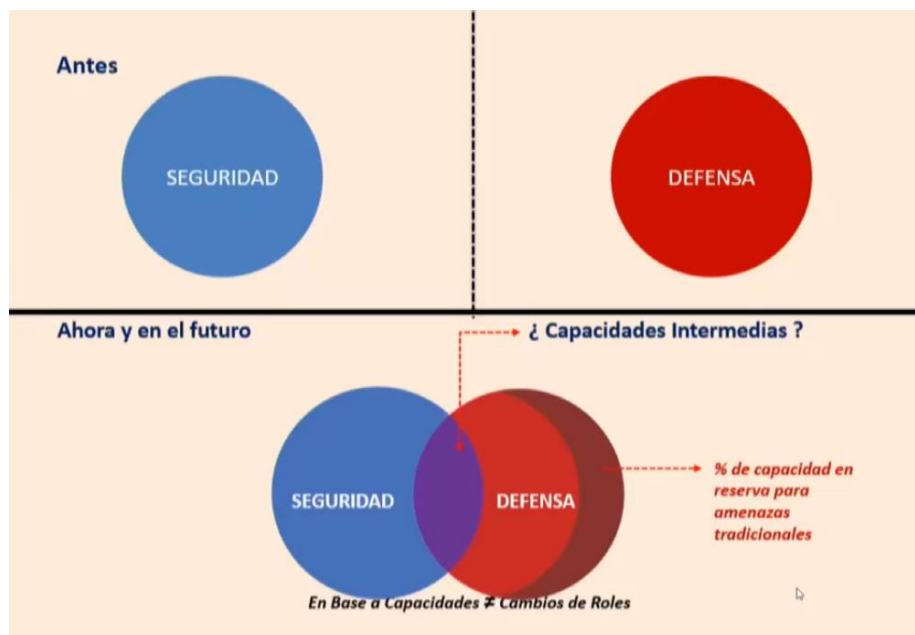 Antes
SEGURIDAD
DEFENSA
Ahora y en el futuro
¿ Capacidades Intermedias ?
SEGURIDAD
DEFENSA
% de capacidad en
reserva para
amenazas
tradicionales
En Base a Capacidades ≠ Cambios de Roles